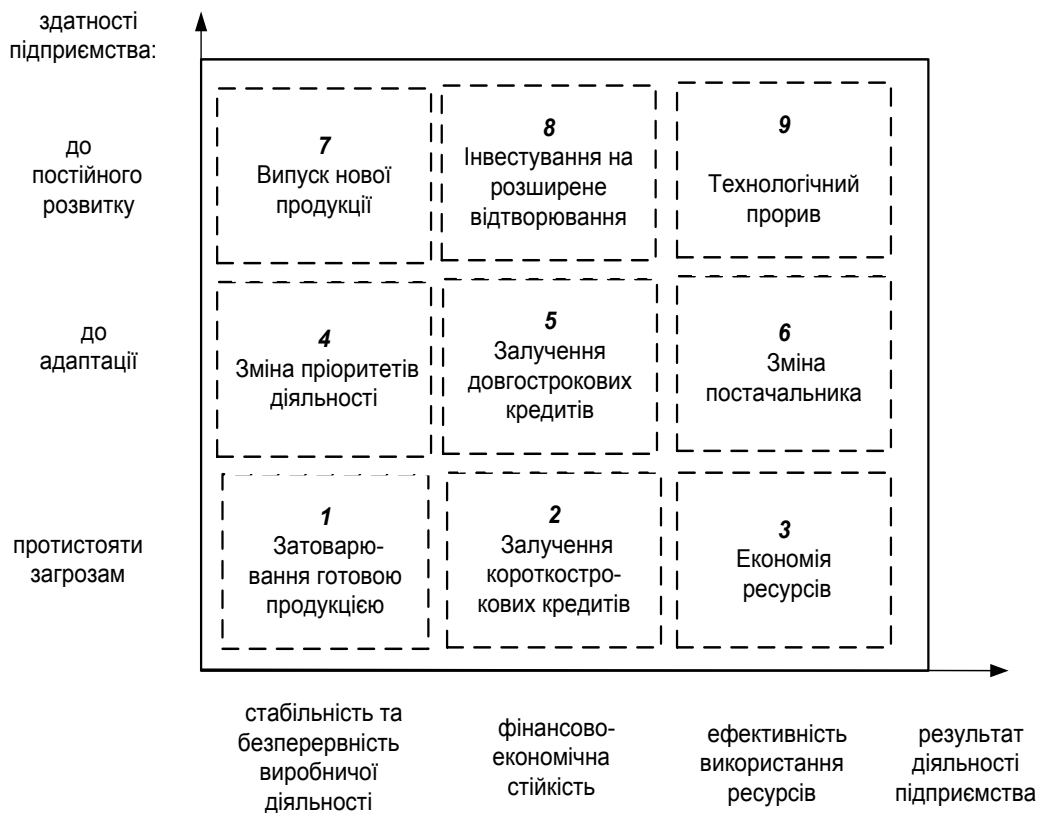 здатності
підприємства:
до
постійного
розвитку
7
Випуск нової
продукції
8
Інвестування на
розширене
відтворювання
9
Технологічний
прорив
до
адаптації
4
Зміна пріоритетів
діяльності
5
Залучення
довгострокових
кредитів
6
Зміна
постачальника
протистояти
загрозам
1
Затоварю-
вання готовою
продукцією
2
Залучення
короткостро-
кових кредитів
3
Економія
ресурсів
стабільність та
безперервність
виробничої
діяльності
фінансово-
економічна
стійкість
ефективність
використання
ресурсів
результат
діяльності
підприємства